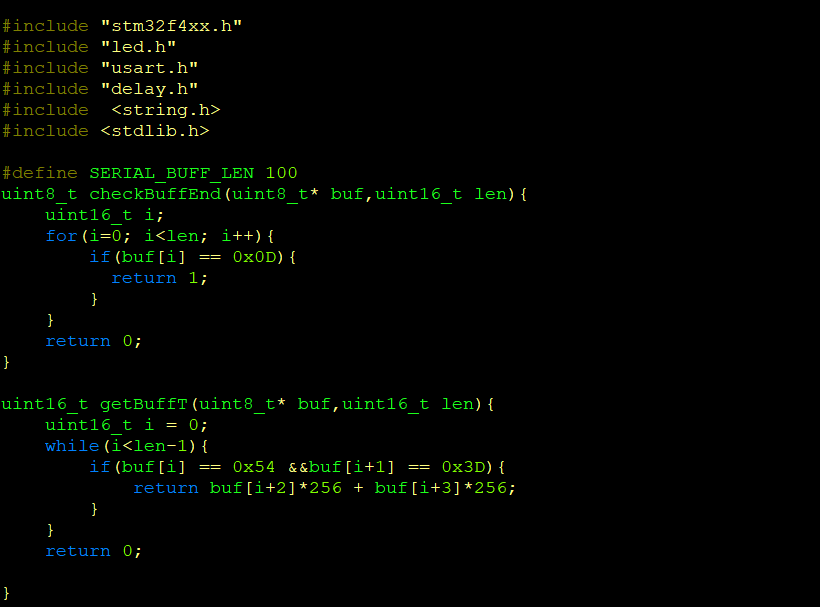 #include "stm32f4xx.h"
#include "led.h"
#include "usart.h"
#include "delay.h"
#include  <string.h>
#include <stdlib.h>
#define SERIAL_BUFF_LEN 100
uint8_t checkBuffEnd(uint8_t* buf,uint16_t len){
    uint16_t i;
    for(i=0; i<len; i++){
        if(buf[i] == 0x0D){
          return 1;
        }
    }
    return 0;
}
uint16_t getBuffT(uint8_t* buf,uint16_t len){
    uint16_t i = 0;
    while(i<len-1){
        if(buf[i] == 0x54 &&buf[i+1] == 0x3D){
            return buf[i+2]*256 + buf[i+3]*256;
        }
    }
    return 0;
}